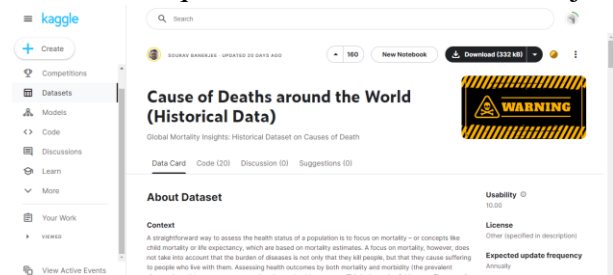 kaggle
Search
Create
SOURAV BANERJEE · UPDATED 20 DAYS AGO
160
New Notebook
Download (332 kB)
Competitions
Datasets
Models
Code
Discussions
Learn
More
Your Work
VIEWED
View Active Events
Cause of Deaths around the World
(Historical Data)
Global Mortality Insights: Historical Dataset on Causes of Death
WARNING
Data Card Code (20) Discussion (0) Suggestions (0)
About Dataset
Context
A straightforward way to assess the health status of a population is to focus on mortality – or concepts like
child mortality or life expectancy, which are based on mortality estimates. A focus on mortality, however, does
not take into account that the burden of diseases is not only that they kill people, but that they cause suffering
to people who live with them. Assessing health outcomes by both mortality and morbidity (the prevalent
Usability
10.00
License
Other (specified in description)
Expected update frequency
Annually